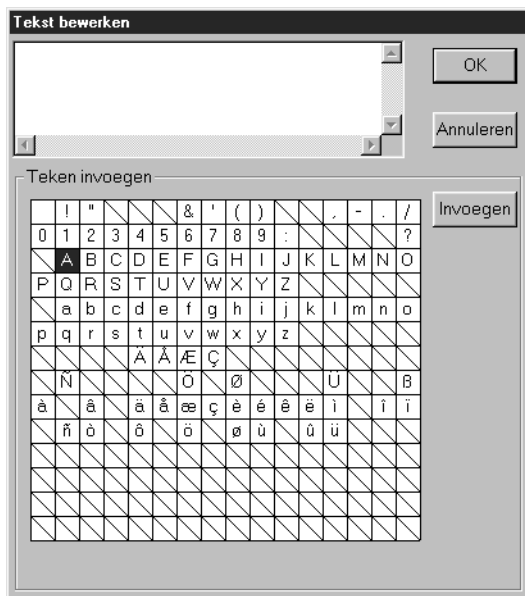 Tekst bewerken
OK
Annuleren
Teken invoegen
Invoegen
! " & ' ( ) , - . /
0 1 2 3 4 5 6 7 8 9 : ?
A B C D E F G H I J K L M N O
P Q R S T U V W X Y Z
a b c d e f g h i j k l m n o
p q r s t u v w x y z
Ä Å Æ Ç
Ñ Ö Ø Ü ß
à â ä å æ ç è é ê ë ì î ï
ñ ò ô ö ø ù û ü